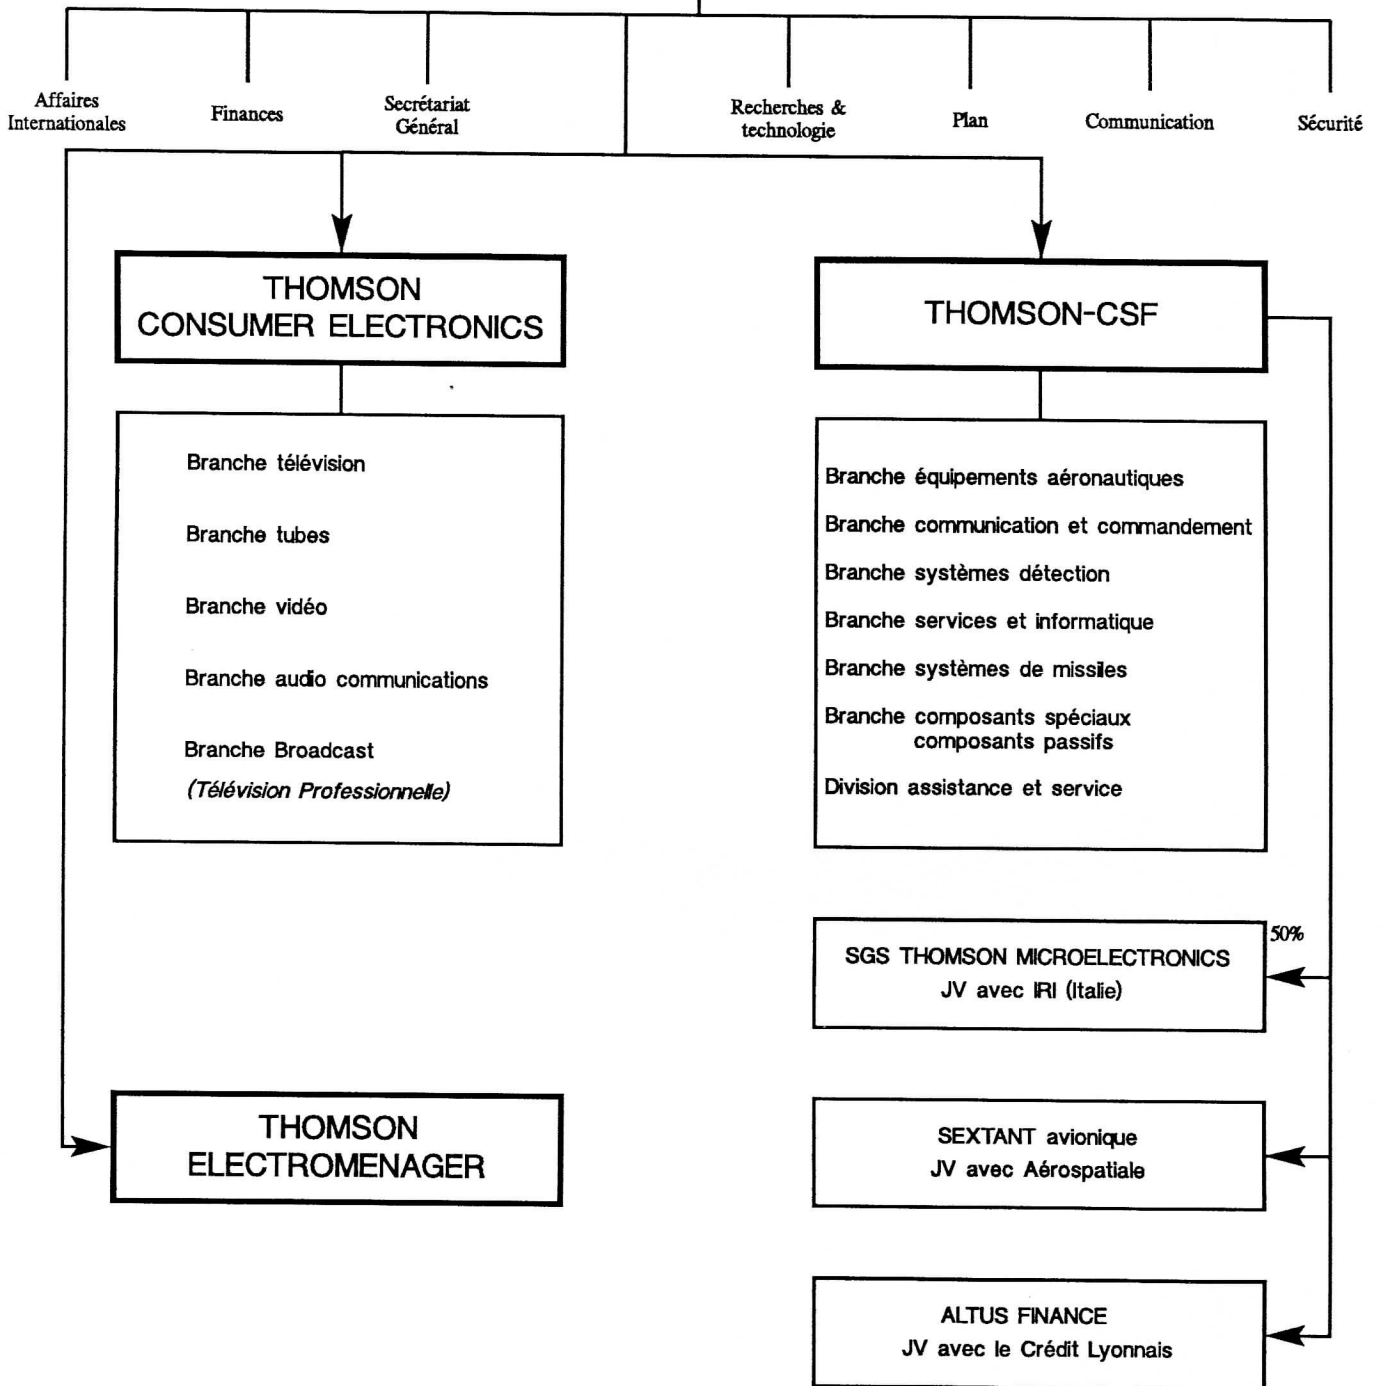 Affaires
Internationales
Finances
Secrétariat
Général
Recherches &
technologie
Plan
Communication
Sécurité
THOMSON
CONSUMER ELECTRONICS
Branche télévision
Branche tubes
Branche vidéo
Branche audio communications
Branche Broadcast
(Télévision Professionnelle)
THOMSON-CSF
Branche équipements aéronautiques
Branche communication et commandement
Branche systèmes détection
Branche services et informatique
Branche systèmes de missiles
Branche composants spéciaux
composants passifs
Division assistance et service
50%
SGS THOMSON MICROELECTRONICS
JV avec IRI (Italie)
THOMSON
ELECTROMENAGER
SEXTANT avionique
JV avec Aérospatiale
ALTUS FINANCE
JV avec le Crédit Lyonnais